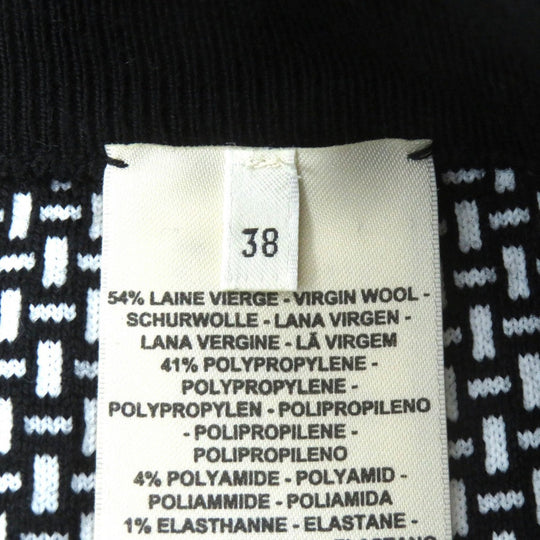 38
54% LAINE VIERGE - VIRGIN WOOL -
SCHURWOLLE - LANA VIRGEN -
LANA VERGINE - LÃ VIRGEM
41% POLYPROPYLENE -
POLYPROPYLENE -
POLYPROPYLEN - POLIPROPILENO
- POLIPROPILENE -
POLIPROPILENO
4% POLYAMIDE - POLYAMID -
POLIAMMIDE - POLIAMIDA
1% ELASTHANNE - ELASTANE -